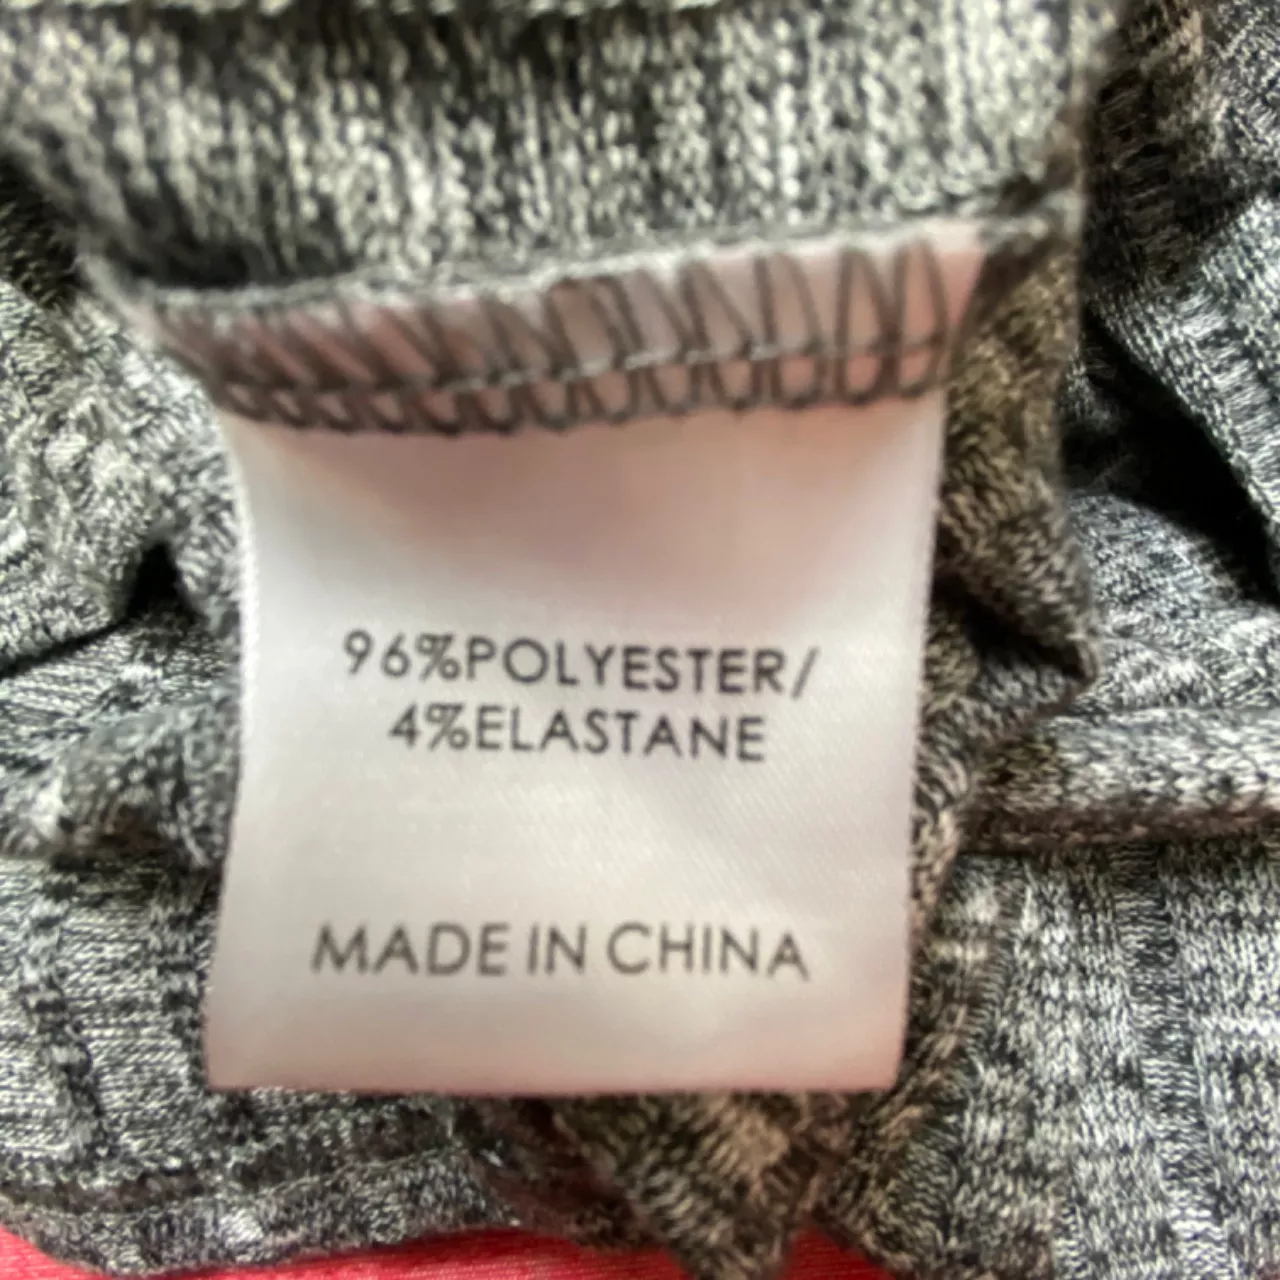 96%POLYESTER/
4%ELASTANE
MADE IN CHINA